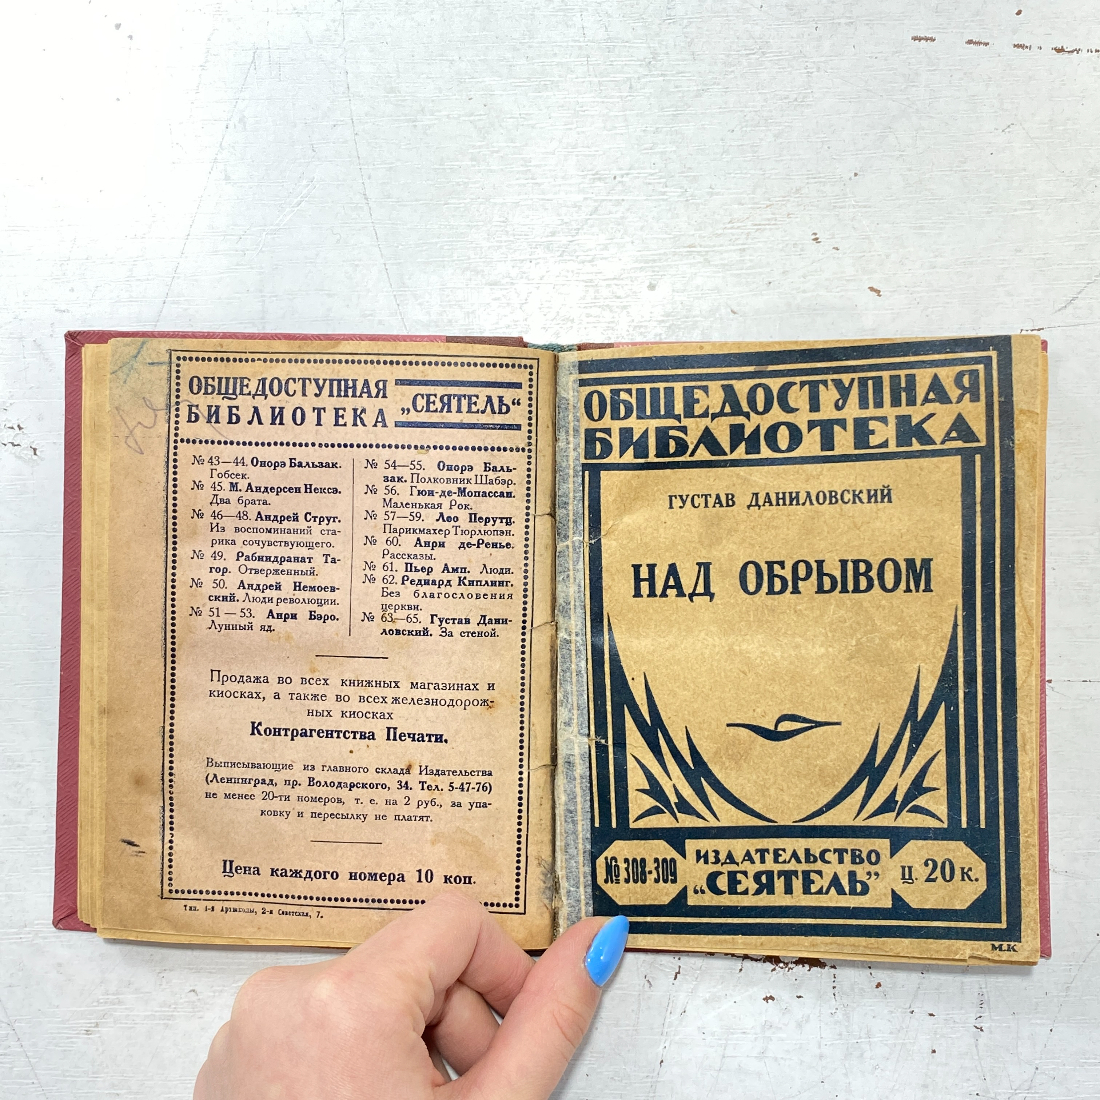 ОБЩЕДОСТУПНАЯ
БИБЛИОТЕКА „СЕЯТЕЛЬ“
№ 43—44. Онорэ Бальзак.
Гобсек.
№ 45. М. Андерсен Нексэ.
Два брата.
№ 46—48. Андрей Струг.
Из воспоминаний ста-
рика сочувствующего.
№ 49. Рабиндранат Та-
гор. Отверженный.
№ 50. Андрей Немоев-
ский. Люди революции.
№ 51—53. Анри Бэро.
Лунный яд.
№ 54—55. Онорэ Баль-
зак. Полковник Шабэр.
№ 56. Гюи-де-Мопассан.
Маленькая Рок.
№ 57—59. Лео Перутц.
Парикмахер Тюрлюпэн.
№ 60. Анри де-Ренье.
Рассказы.
№ 61. Пьер Амп. Люди.
№ 62. Редиард Киплинг.
Без благословения
церкви.
№ 63—65. Густав Дани-
ловский. За стеной.
Продажа во всех книжных магазинах и
киосках, а также во всех железнодорож-
ных киосках
Контрагентства Печати.
Выписывающие из главного склада Издательства
(Ленинград, пр. Володарского, 34. Тел. 5-47-76)
не менее 20-ти номеров, т. е. на 2 руб., за упа-
ковку и пересылку не платят.
Цена каждого номера 10 коп.
Тип. 1-й Артшколы, 2-я Советская, 7.
ОБЩЕДОСТУПНАЯ
БИБЛИОТЕКА
ГУСТАВ ДАНИЛОВСКИЙ
НАД ОБРЫВОМ
№ 308-309
ИЗДАТЕЛЬСТВО
"СЕЯТЕЛЬ"
ц. 20 к.
М.К